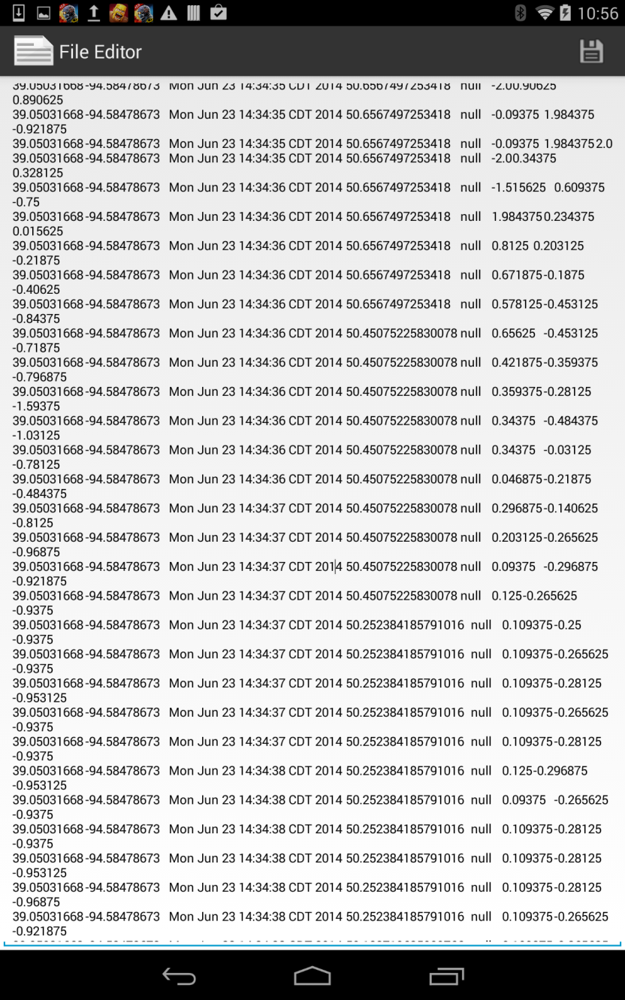 10:56
File Editor
39.05031668-94.58478673 Mon Jun 23 14:34:35 CDT 2014 50.6567497253418 null -2.00.90625
0.890625
39.05031668-94.58478673 Mon Jun 23 14:34:35 CDT 2014 50.6567497253418 null -0.09375 1.984375
-0.921875
39.05031668-94.58478673 Mon Jun 23 14:34:35 CDT 2014 50.6567497253418 null -0.09375 1.9843752.0
39.05031668-94.58478673 Mon Jun 23 14:34:35 CDT 2014 50.6567497253418 null -2.00.34375
0.328125
39.05031668-94.58478673 Mon Jun 23 14:34:36 CDT 2014 50.6567497253418 null -1.515625 0.609375
-0.75
39.05031668-94.58478673 Mon Jun 23 14:34:36 CDT 2014 50.6567497253418 null 1.9843750.234375
0.015625
39.05031668-94.58478673 Mon Jun 23 14:34:36 CDT 2014 50.6567497253418 null 0.8125 0.203125
-0.21875
39.05031668-94.58478673 Mon Jun 23 14:34:36 CDT 2014 50.6567497253418 null 0.671875-0.1875
-0.40625
39.05031668-94.58478673 Mon Jun 23 14:34:36 CDT 2014 50.6567497253418 null 0.578125-0.453125
-0.84375
39.05031668-94.58478673 Mon Jun 23 14:34:36 CDT 2014 50.45075225830078 null 0.65625 -0.453125
-0.71875
39.05031668-94.58478673 Mon Jun 23 14:34:36 CDT 2014 50.45075225830078 null 0.421875-0.359375
-0.796875
39.05031668-94.58478673 Mon Jun 23 14:34:36 CDT 2014 50.45075225830078 null 0.359375-0.28125
-1.59375
39.05031668-94.58478673 Mon Jun 23 14:34:36 CDT 2014 50.45075225830078 null 0.34375 -0.484375
-1.03125
39.05031668-94.58478673 Mon Jun 23 14:34:36 CDT 2014 50.45075225830078 null 0.34375 -0.03125
-0.78125
39.05031668-94.58478673 Mon Jun 23 14:34:36 CDT 2014 50.45075225830078 null 0.046875-0.21875
-0.484375
39.05031668-94.58478673 Mon Jun 23 14:34:37 CDT 2014 50.45075225830078 null 0.296875-0.140625
-0.8125
39.05031668-94.58478673 Mon Jun 23 14:34:37 CDT 2014 50.45075225830078 null 0.203125-0.265625
-0.96875
39.05031668-94.58478673 Mon Jun 23 14:34:37 CDT 2014 50.45075225830078 null 0.09375 -0.296875
-0.921875
39.05031668-94.58478673 Mon Jun 23 14:34:37 CDT 2014 50.45075225830078 null 0.125-0.265625
-0.9375
39.05031668-94.58478673 Mon Jun 23 14:34:37 CDT 2014 50.252384185791016 null 0.109375-0.25
-0.9375
39.05031668-94.58478673 Mon Jun 23 14:34:37 CDT 2014 50.252384185791016 null 0.109375-0.265625
-0.9375
39.05031668-94.58478673 Mon Jun 23 14:34:37 CDT 2014 50.252384185791016 null 0.109375-0.28125
-0.953125
39.05031668-94.58478673 Mon Jun 23 14:34:37 CDT 2014 50.252384185791016 null 0.109375-0.265625
-0.9375
39.05031668-94.58478673 Mon Jun 23 14:34:37 CDT 2014 50.252384185791016 null 0.109375-0.28125
-0.9375
39.05031668-94.58478673 Mon Jun 23 14:34:38 CDT 2014 50.252384185791016 null 0.125-0.296875
-0.953125
39.05031668-94.58478673 Mon Jun 23 14:34:38 CDT 2014 50.252384185791016 null 0.09375 -0.265625
-0.9375
39.05031668-94.58478673 Mon Jun 23 14:34:38 CDT 2014 50.252384185791016 null 0.109375-0.28125
-0.9375
39.05031668-94.58478673 Mon Jun 23 14:34:38 CDT 2014 50.252384185791016 null 0.109375-0.28125
-0.953125
39.05031668-94.58478673 Mon Jun 23 14:34:38 CDT 2014 50.252384185791016 null 0.109375-0.28125
-0.96875
39.05031668-94.58478673 Mon Jun 23 14:34:38 CDT 2014 50.252384185791016 null 0.109375-0.265625
-0.921875